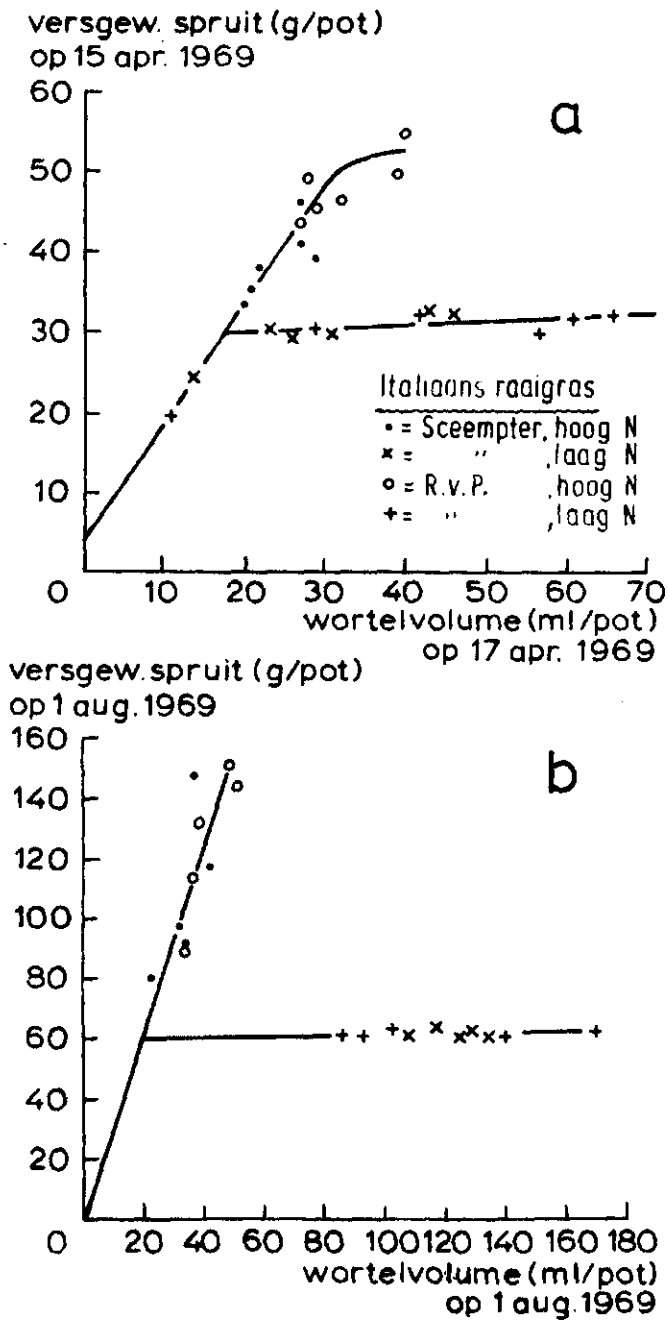 versgew. spruit (g/pot)
op 15 apr. 1969
a
60
50
40
30
20
10
0
10 20 30 40 50 60 70
Italiaans raaigras
• = Sceempter, hoog N
x = " , laag N
o = R.v.P. , hoog N
+ = " , laag N
wortelvolume (ml/pot)
op 17 apr. 1969
versgew. spruit (g/pot)
op 1 aug. 1969
b
160
140
120
100
80
60
40
20
0
20 40 60 80 100 120 140 160 180
wortelvolume (ml/pot)
op 1 aug. 1969